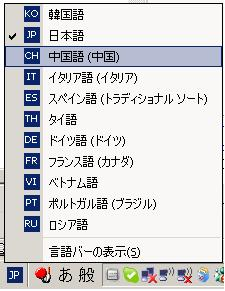 KO 韓国語
JP 日本語
CH 中国語 (中国)
IT イタリア語 (イタリア)
ES スペイン語 (トラディショナル ソート)
TH タイ語
DE ドイツ語 (ドイツ)
FR フランス語 (カナダ)
VI ベトナム語
PT ポルトガル語 (ブラジル)
RU ロシア語
言語バーの表示(S)
JP あ 般